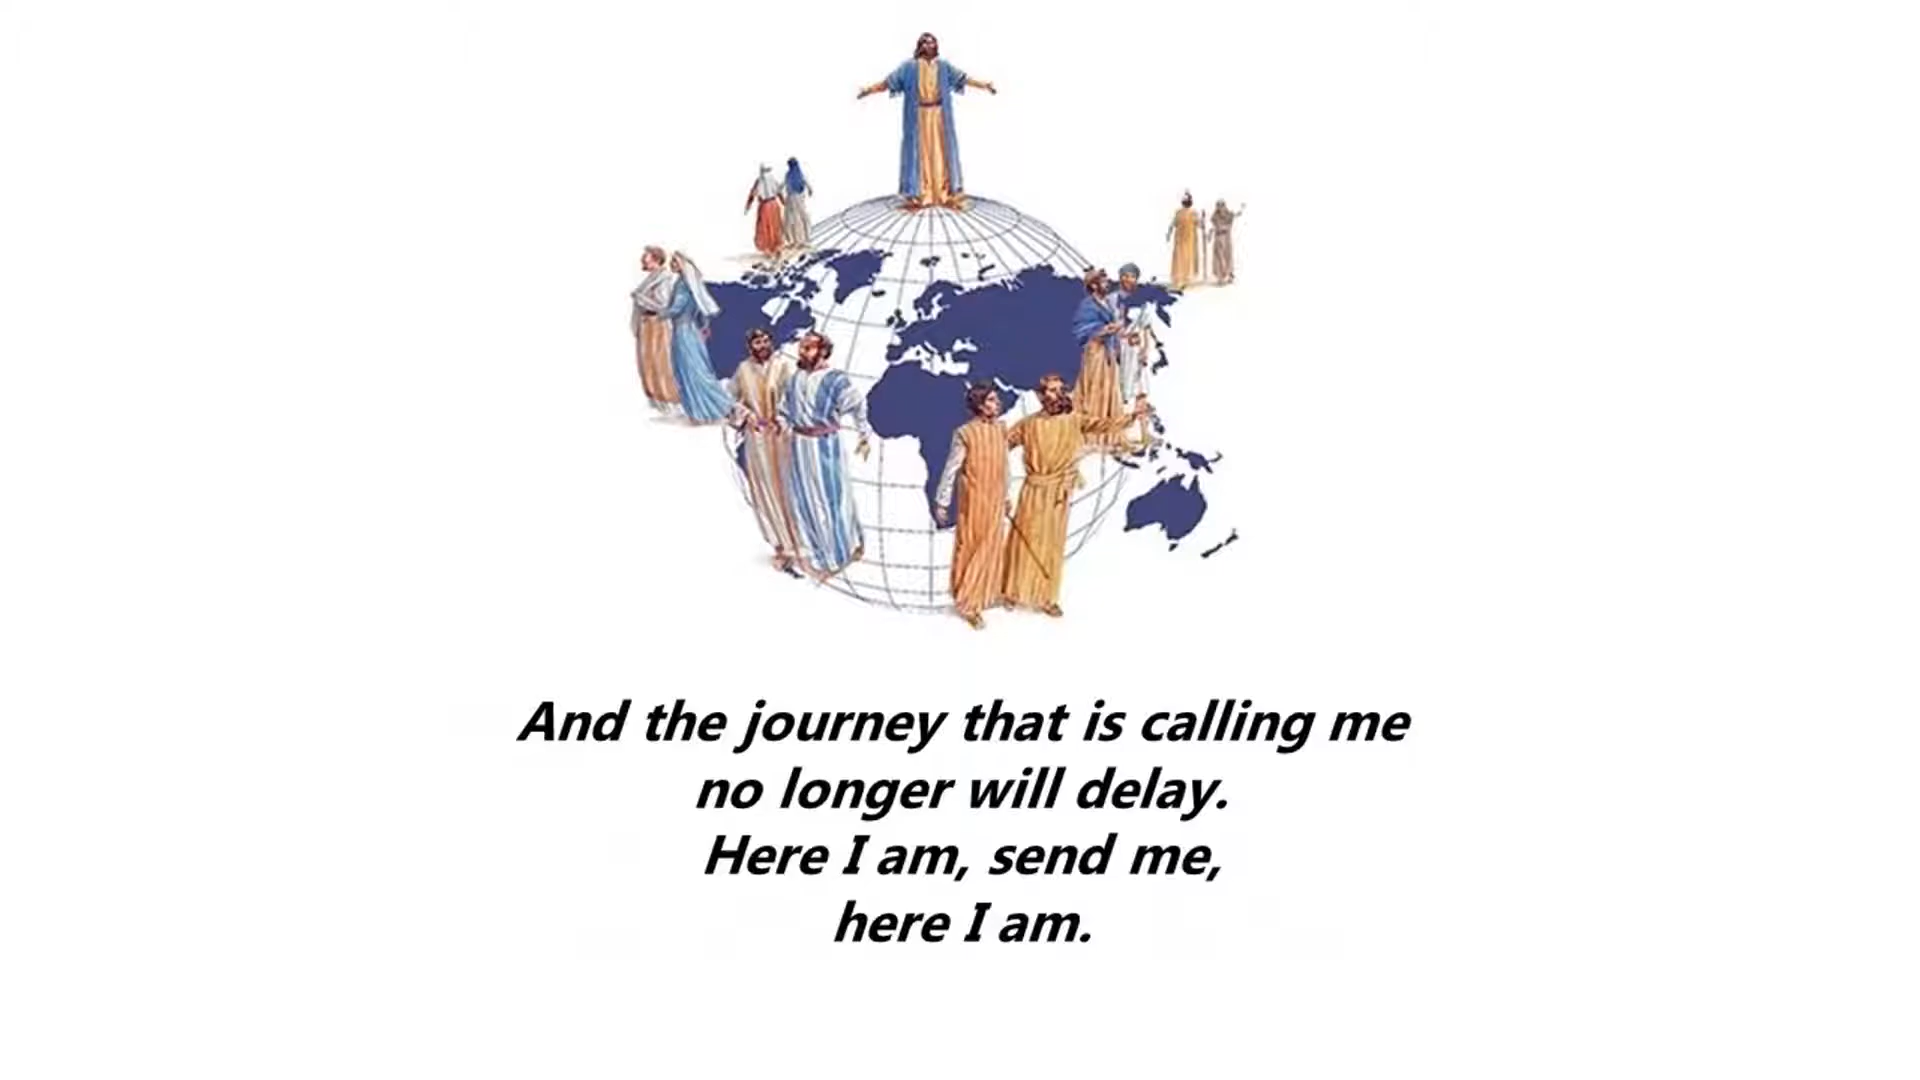 And the journey that is calling me
no longer will delay.
Here I am, send me,
here I am.